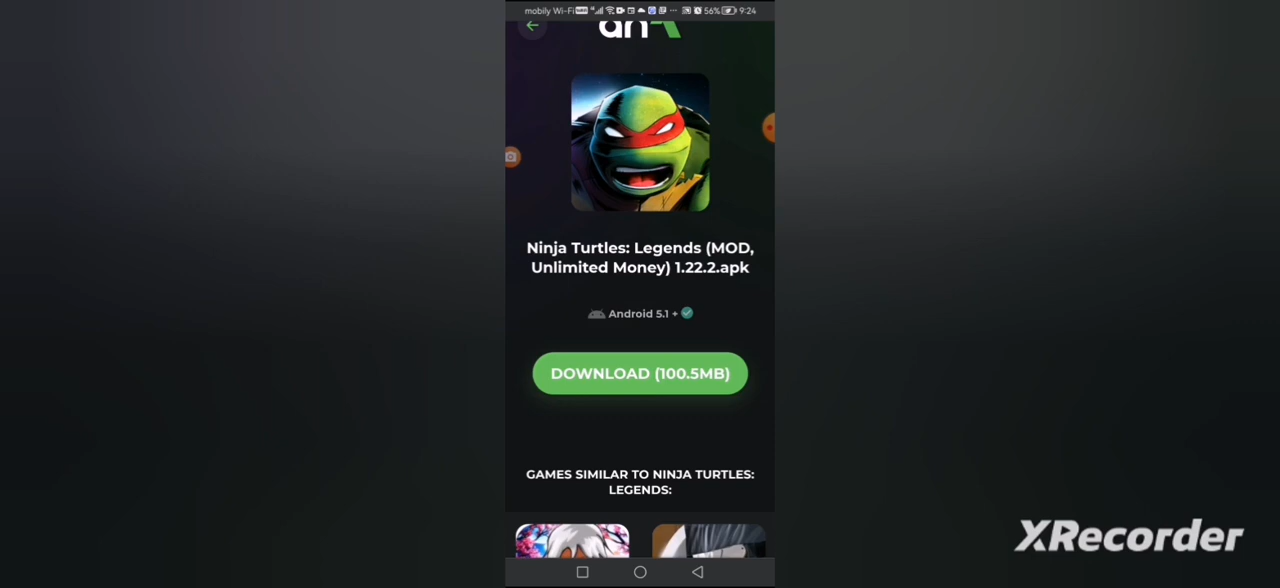 mobily Wi-Fi 56% 9:24
an
Ninja Turtles: Legends (MOD,
Unlimited Money) 1.22.2.apk
Android 5.1 +
DOWNLOAD (100.5MB)
GAMES SIMILAR TO NINJA TURTLES:
LEGENDS:
XRecorder